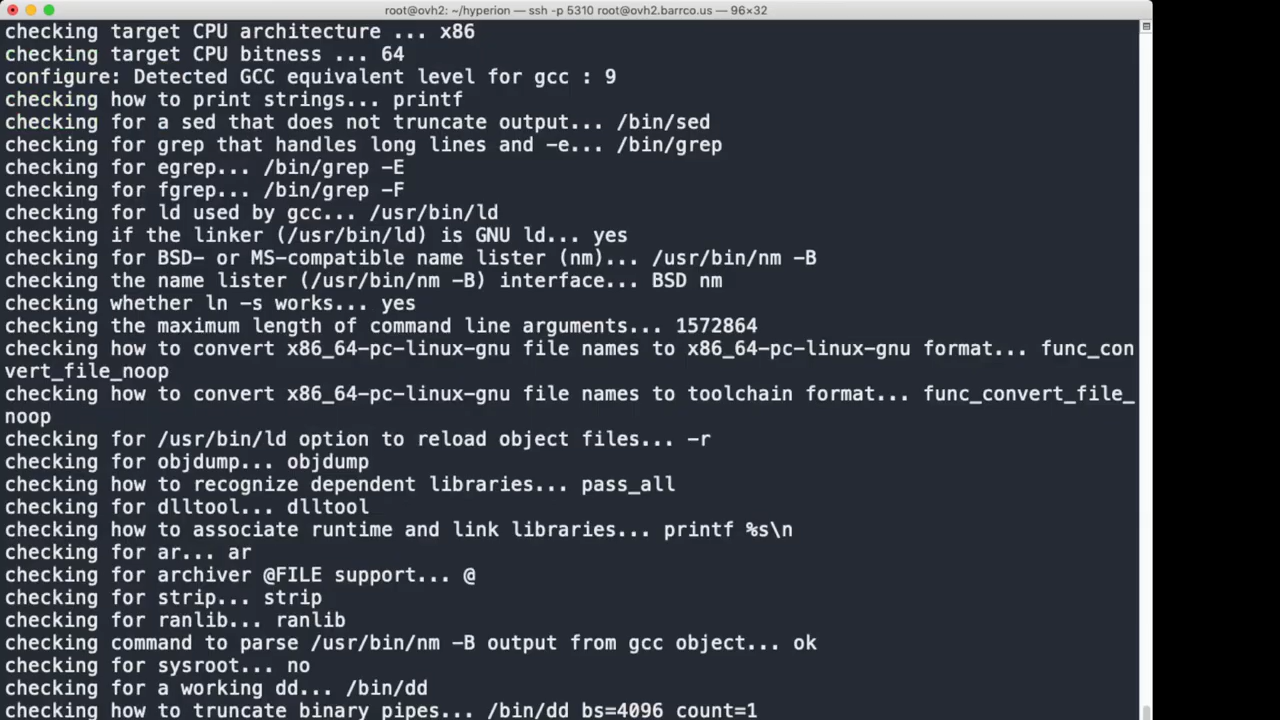 root@ovh2: ~/hyperion — ssh -p 5310 root@ovh2.barrco.us — 96×32
checking target CPU architecture ... x86
checking target CPU bitness ... 64
configure: Detected GCC equivalent level for gcc : 9
checking how to print strings... printf
checking for a sed that does not truncate output... /bin/sed
checking for grep that handles long lines and -e... /bin/grep
checking for egrep... /bin/grep -E
checking for fgrep... /bin/grep -F
checking for ld used by gcc... /usr/bin/ld
checking if the linker (/usr/bin/ld) is GNU ld... yes
checking for BSD- or MS-compatible name lister (nm)... /usr/bin/nm -B
checking the name lister (/usr/bin/nm -B) interface... BSD nm
checking whether ln -s works... yes
checking the maximum length of command line arguments... 1572864
checking how to convert x86_64-pc-linux-gnu file names to x86_64-pc-linux-gnu format... func_con
vert_file_noop
checking how to convert x86_64-pc-linux-gnu file names to toolchain format... func_convert_file_
noop
checking for /usr/bin/ld option to reload object files... -r
checking for objdump... objdump
checking how to recognize dependent libraries... pass_all
checking for dlltool... dlltool
checking how to associate runtime and link libraries... printf %s\n
checking for ar... ar
checking for archiver @FILE support... @
checking for strip... strip
checking for ranlib... ranlib
checking command to parse /usr/bin/nm -B output from gcc object... ok
checking for sysroot... no
checking for a working dd... /bin/dd
checking how to truncate binary pipes... /bin/dd bs=4096 count=1